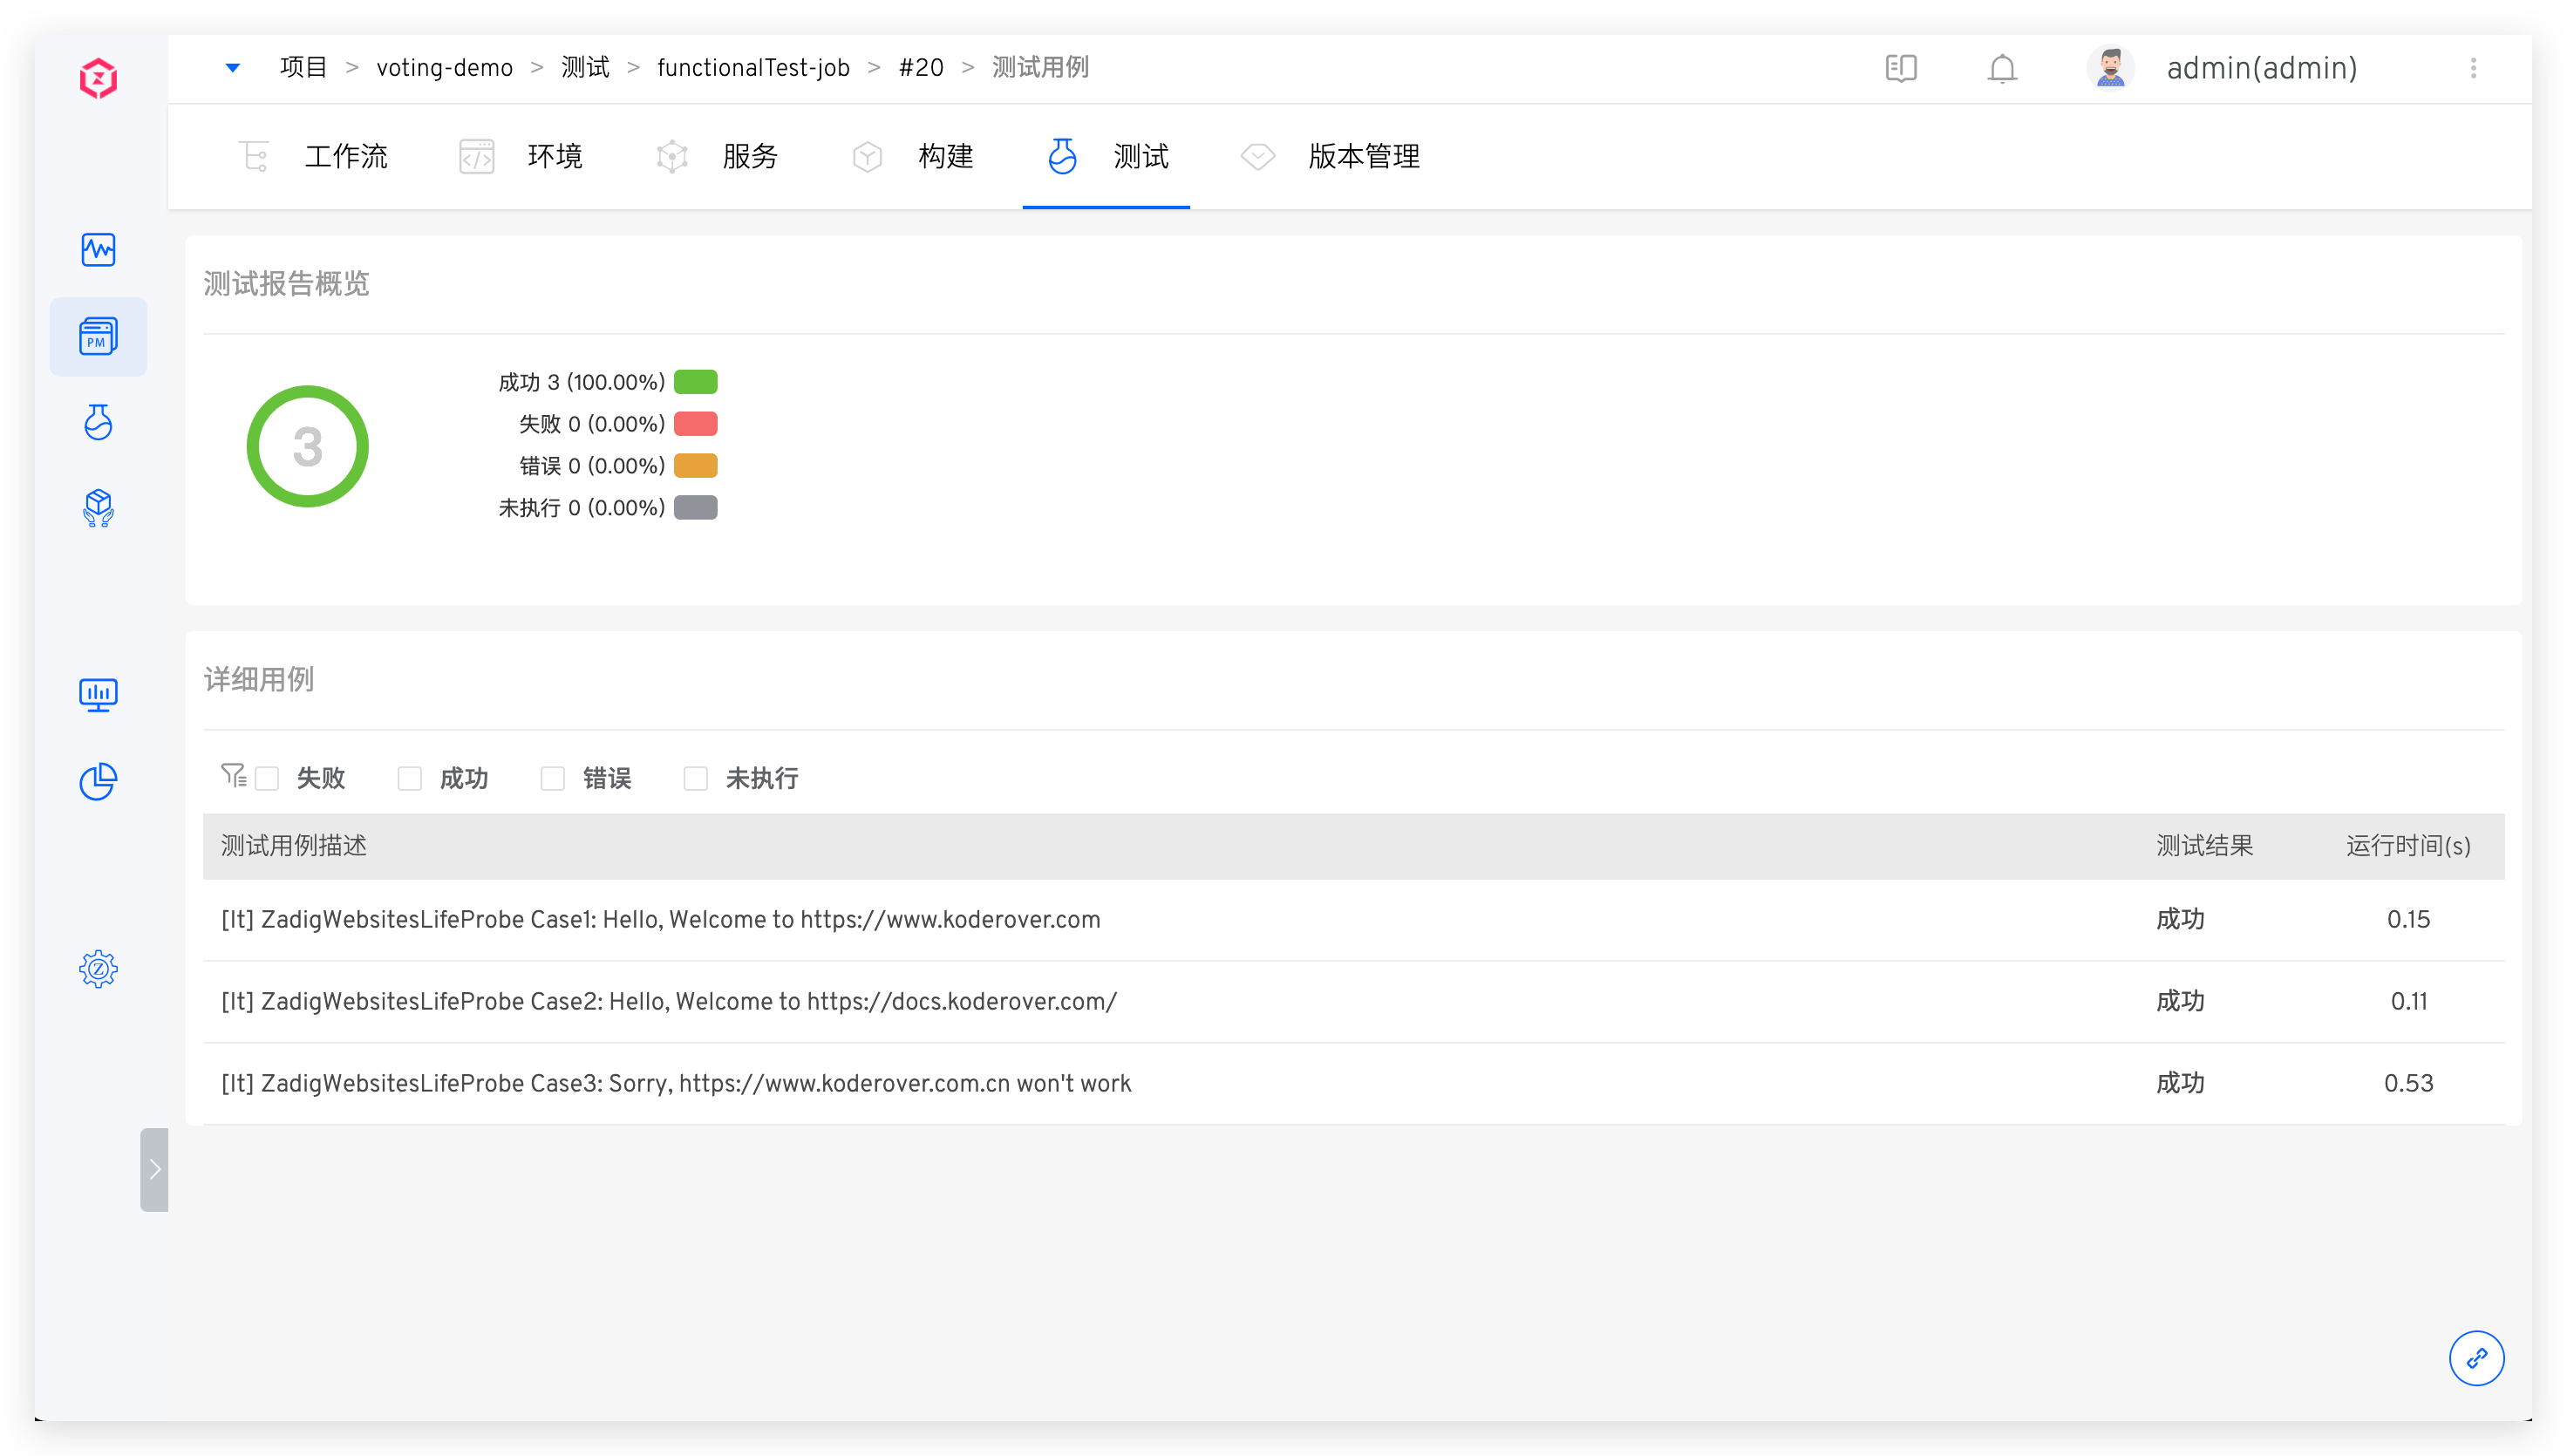 项目 > voting-demo > 测试 > functionalTest-job > #20 > 测试用例
admin(admin)
工作流 环境 服务 构建 测试 版本管理
PM
测试报告概览
3
成功 3 (100.00%)
失败 0 (0.00%)
错误 0 (0.00%)
未执行 0 (0.00%)
详细用例
失败 成功 错误 未执行
测试用例描述 测试结果 运行时间(s)
[It] ZadigWebsitesLifeProbe Case1: Hello, Welcome to https://www.koderover.com 成功 0.15
[It] ZadigWebsitesLifeProbe Case2: Hello, Welcome to https://docs.koderover.com/ 成功 0.11
[It] ZadigWebsitesLifeProbe Case3: Sorry, https://www.koderover.com.cn won't work 成功 0.53